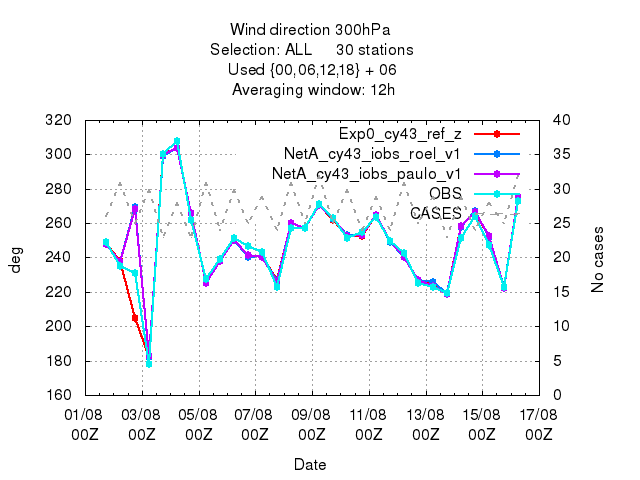 Wind direction 300hPa
Selection: ALL 30 stations
Used {00,06,12,18} + 06
Averaging window: 12h
320 40
Exp0_cy43_ref_z
300 NetA_cy43_iobs_roel_v1 35
NetA_cy43_iobs_paulo_v1
280 OBS 30
CASES
260 25
deg
240 20
No cases
220 15
200 10
180 5
160 0
01/08 03/08 05/08 07/08 09/08 11/08 13/08 15/08 17/08
00Z 00Z 00Z 00Z 00Z 00Z 00Z 00Z 00Z
Date